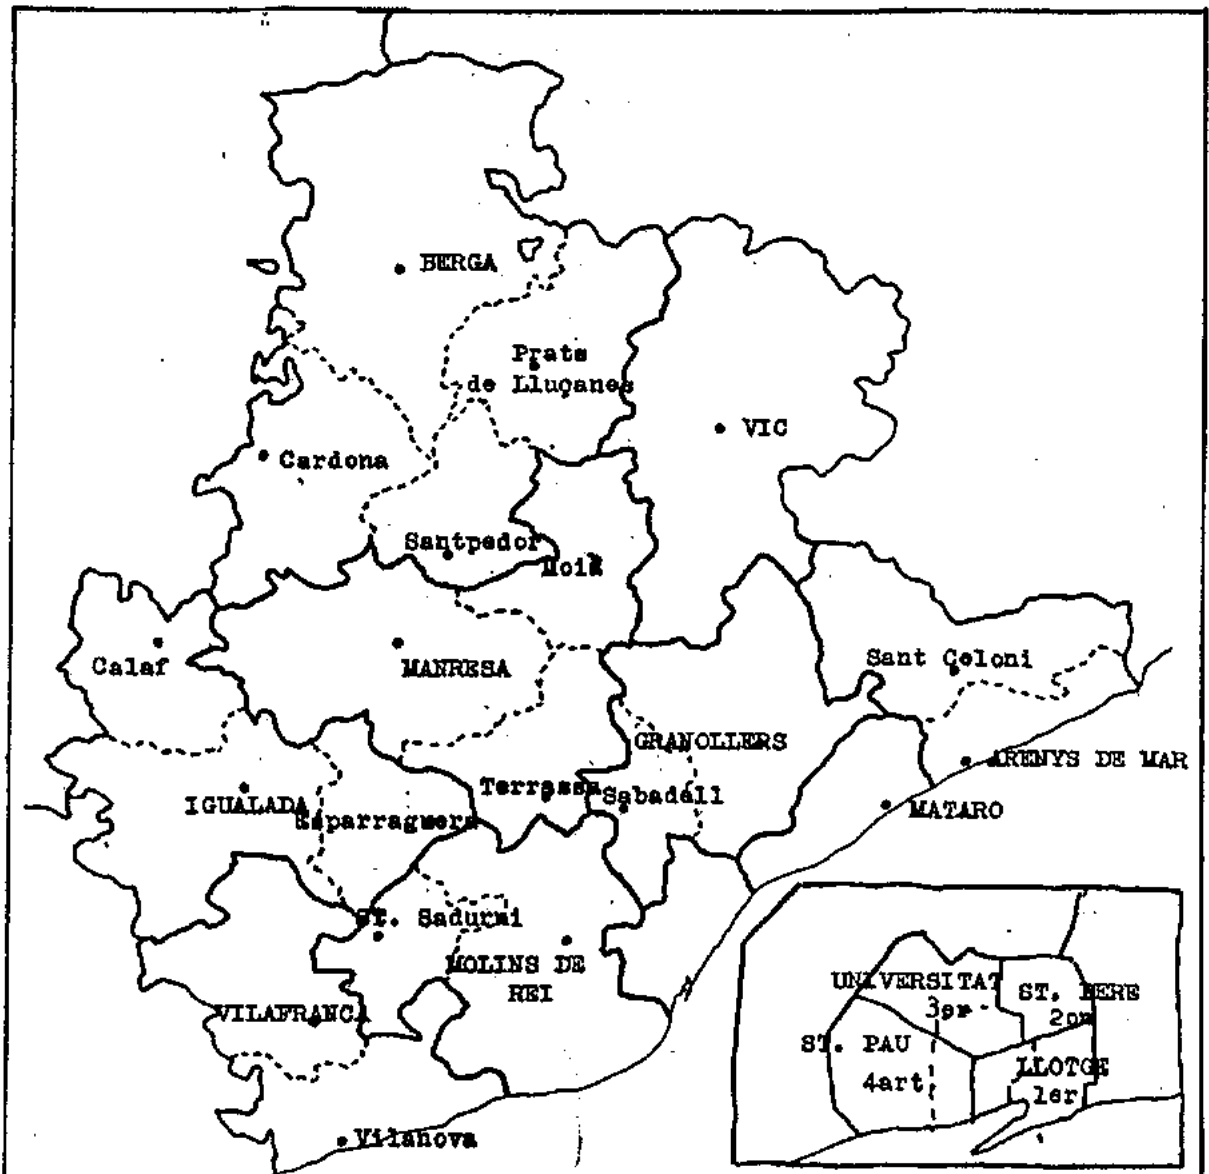 BERGA
Prats
de Lluçanes
VIC
Cardona
Santpedor
Moià
Calaf
MANRESA
Sant Celoni
GRANOLLERS
ARENYS DE MAR
Terrassa
Sabadell
IGUALADA
Esparraguera
MATARO
ST. Sadurni
MOLINS DE
REI
VILAFRANCA
Vilanova
UNIVERSITAT
3er
ST. PERE
2on
ST. PAU
4art
LLOTGE
1er